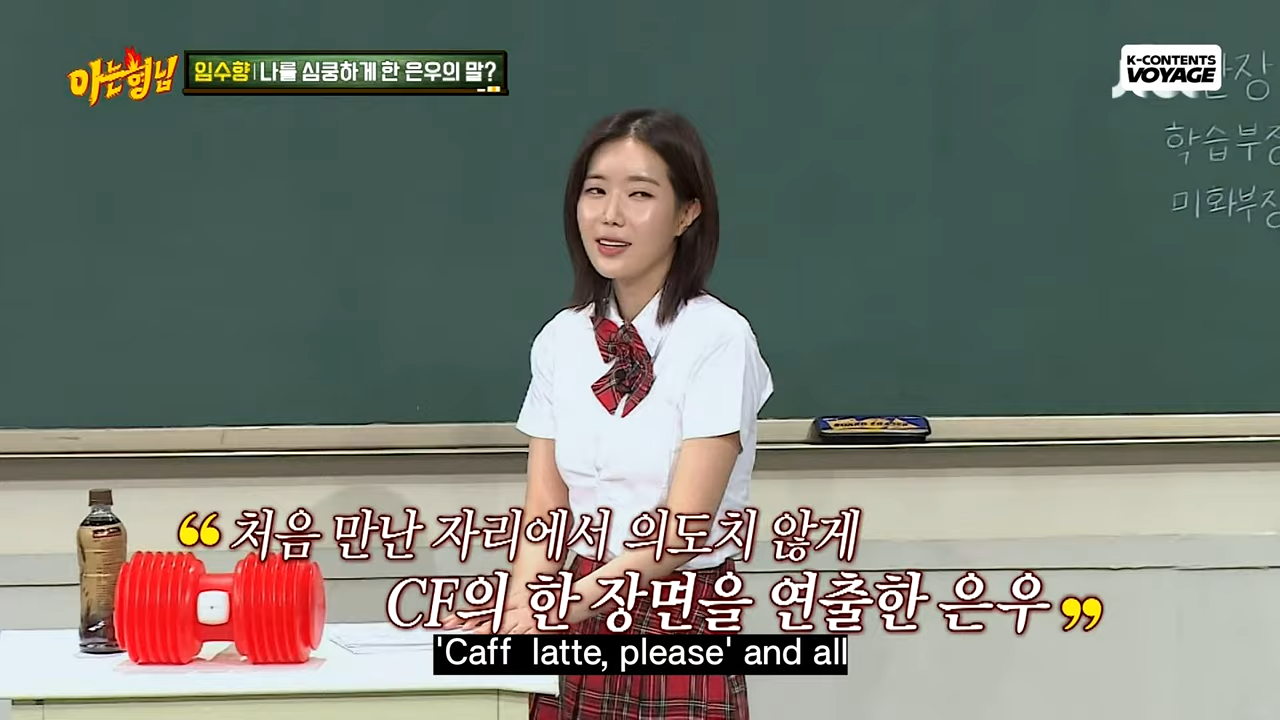 아는형님
임수향 | 나를 심쿵하게 한 은우의 말?
K-CONTENTS
VOYAGE
장
학습부장
미화부장
BOARD ERASER
“ 처음 만난 자리에서 의도치 않게
CF의 한 장면을 연출한 은우 ”
'Caff latte, please' and all